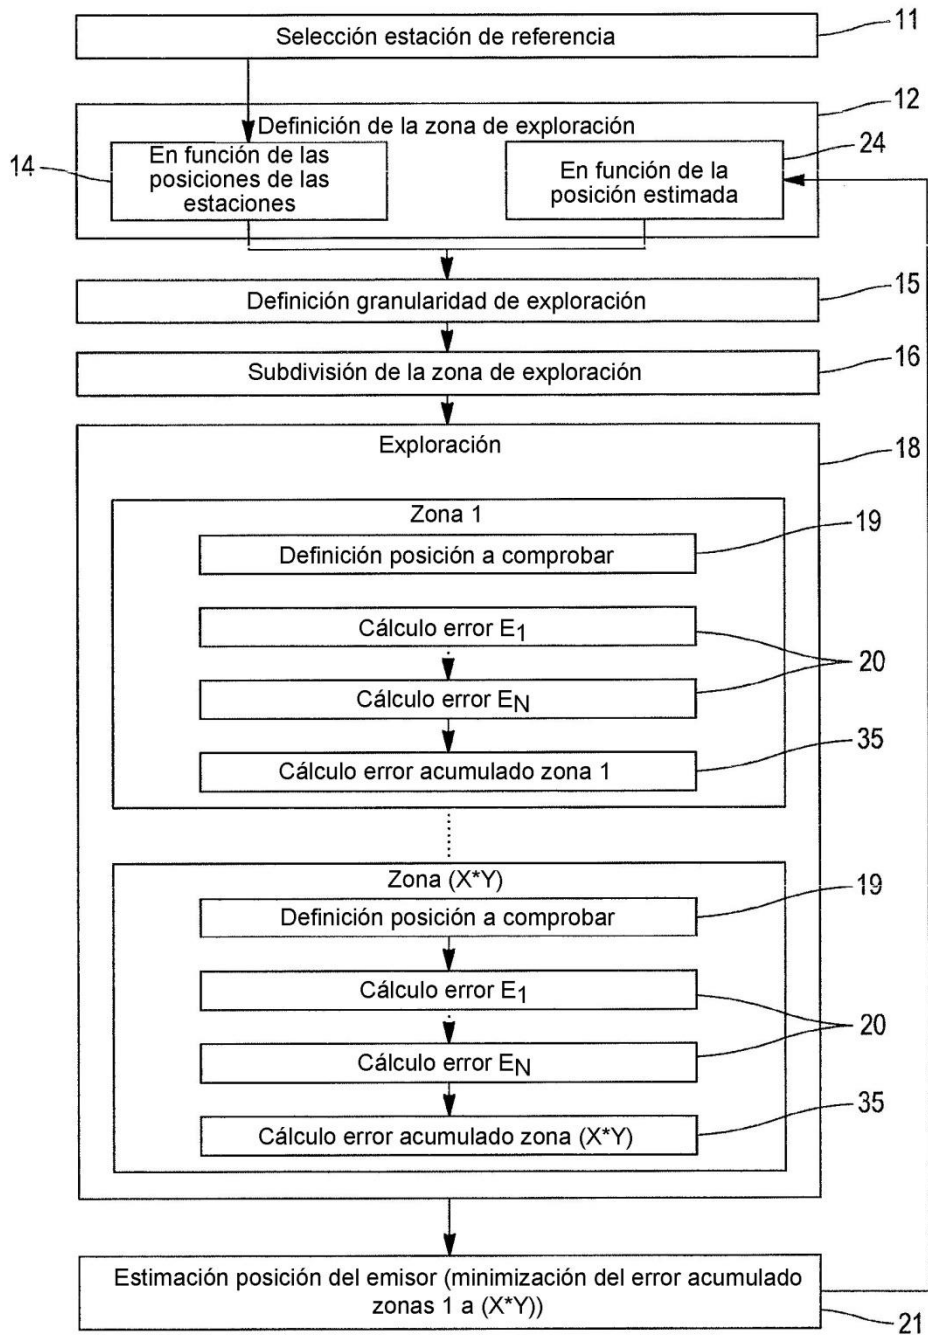 Selección estación de referencia
11
12
Definición de la zona de exploración
14
En función de las
posiciones de las
estaciones
24
En función de la
posición estimada
Definición granularidad de exploración
15
Subdivisión de la zona de exploración
16
Exploración
18
Zona 1
19
Definición posición a comprobar
Cálculo error E1
20
Cálculo error EN
35
Cálculo error acumulado zona 1
Zona (X*Y)
19
Definición posición a comprobar
Cálculo error E1
20
Cálculo error EN
35
Cálculo error acumulado zona (X*Y)
Estimación posición del emisor (minimización del error acumulado
zonas 1 a (X*Y))
21